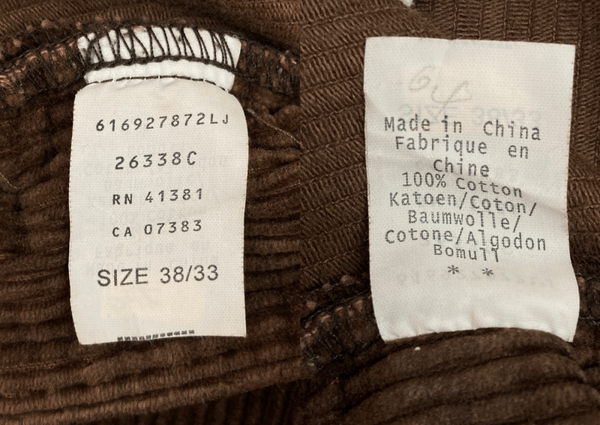 616927872LJ
26338C
RN 41381
CA 07383
SIZE 38/33
64
Made in China
Fabrique en
Chine
100% Cotton
Katoen/Coton/
Baumwolle/
Cotone/Algodon
Bomull
* *